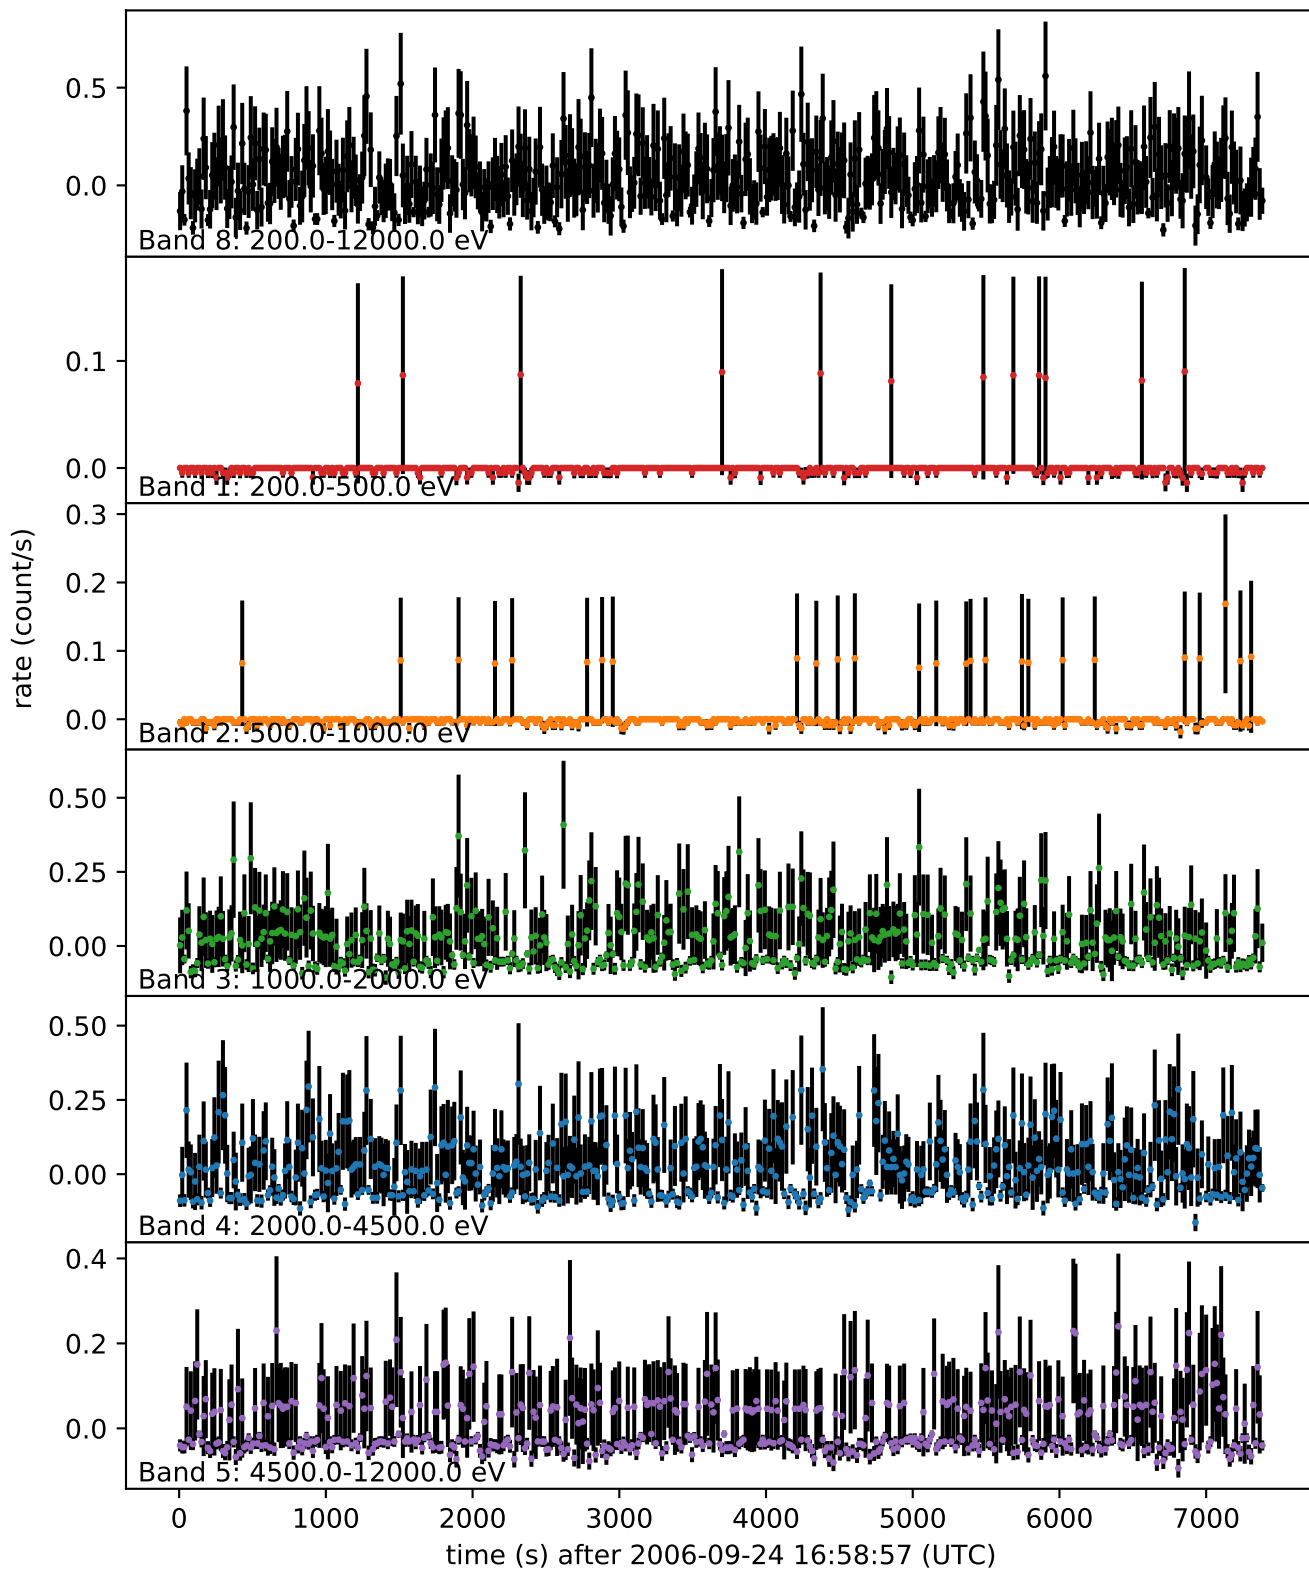 0.5
0.0
Band 8: 200.0-12000.0 eV
0.1
0.0
Band 1: 200.0-500.0 eV
0.3
0.2
0.1
0.0
Band 2: 500.0-1000.0 eV
rate (count/s)
0.50
0.25
0.00
Band 3: 1000.0-2000.0 eV
0.50
0.25
0.00
Band 4: 2000.0-4500.0 eV
0.4
0.2
0.0
Band 5: 4500.0-12000.0 eV
0 1000 2000 3000 4000 5000 6000 7000
time (s) after 2006-09-24 16:58:57 (UTC)